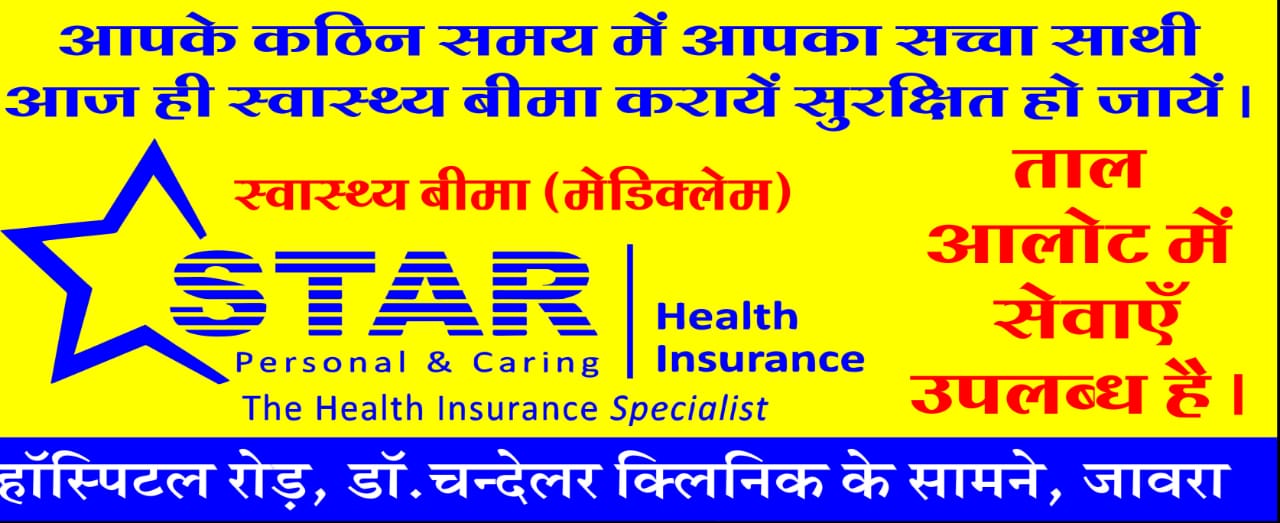 आपके कठिन समय में आपका सच्चा साथी
आज ही स्वास्थ्य बीमा करायें सुरक्षित हो जायें।
स्वास्थ्य बीमा (मेडिक्लेम)
STAR
Personal & Caring
Health
Insurance
The Health Insurance Specialist
ताल
आलोट में
सेवाएँ
उपलब्ध है।
हॉस्पिटल रोड़, डॉ.चन्देलर क्लिनिक के सामने, जावरा